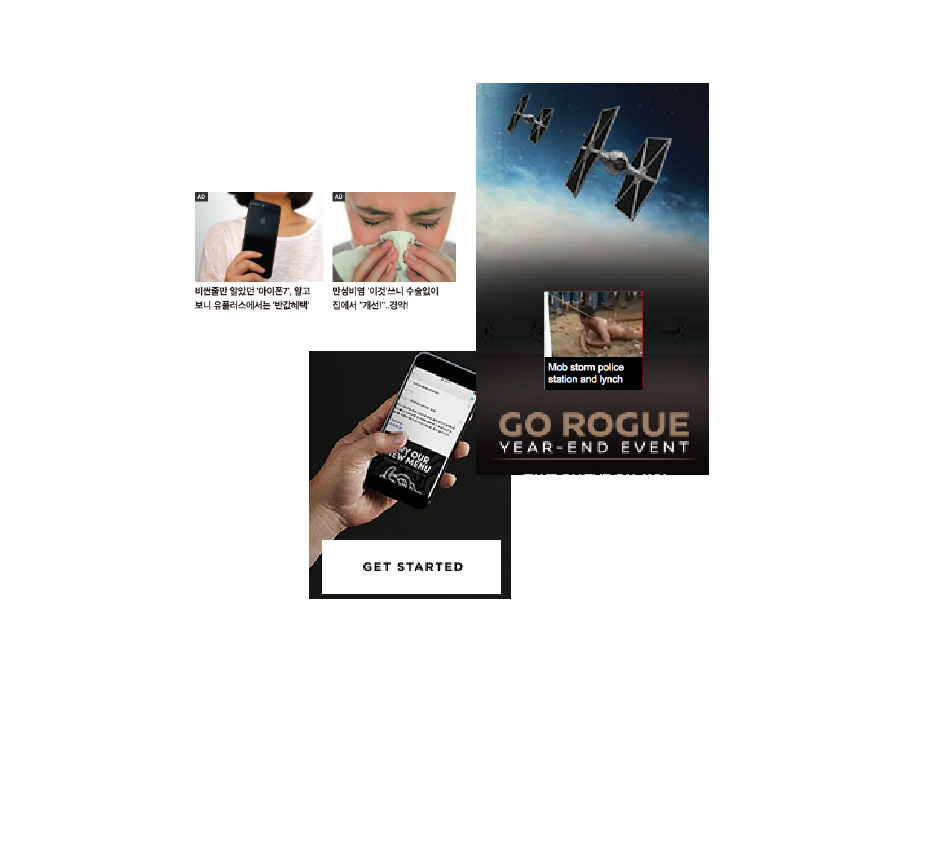 AD
AD
비싼줄만 알았던 '아이폰7', 알고
보니 유플러스에서는 '반값혜택'
만성비염 '이것'쓰니 수술없이
집에서 "개선!"..경악!
Mob storm police
station and lynch
GO ROGUE
YEAR-END EVENT
OUR
MENU
GET STARTED